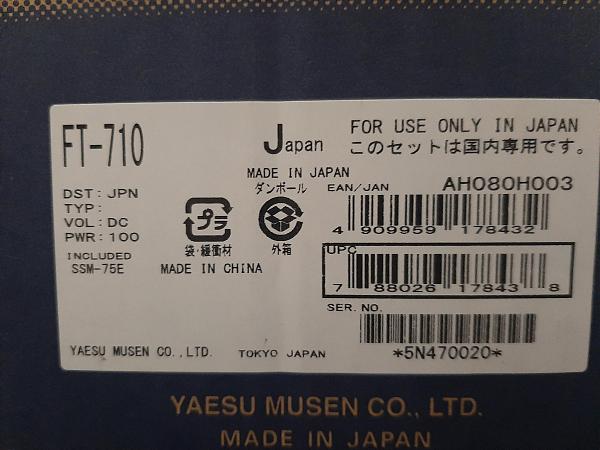 FT-710
Japan
FOR USE ONLY IN JAPAN
このセットは国内専用です。
MADE IN JAPAN
DST: JPN
TYP:
VOL: DC
PWR: 100
INCLUDED
SSM-75E
プラ
袋・緩衝材
ダンボール
外箱
MADE IN CHINA
EAN/JAN
AH080H003
4 909959 178432
UPC
7 88026 17843 8
SER. NO.
*5N470020*
YAESU MUSEN CO., LTD.
TOKYO JAPAN
YAESU MUSEN CO., LTD.
MADE IN JAPAN